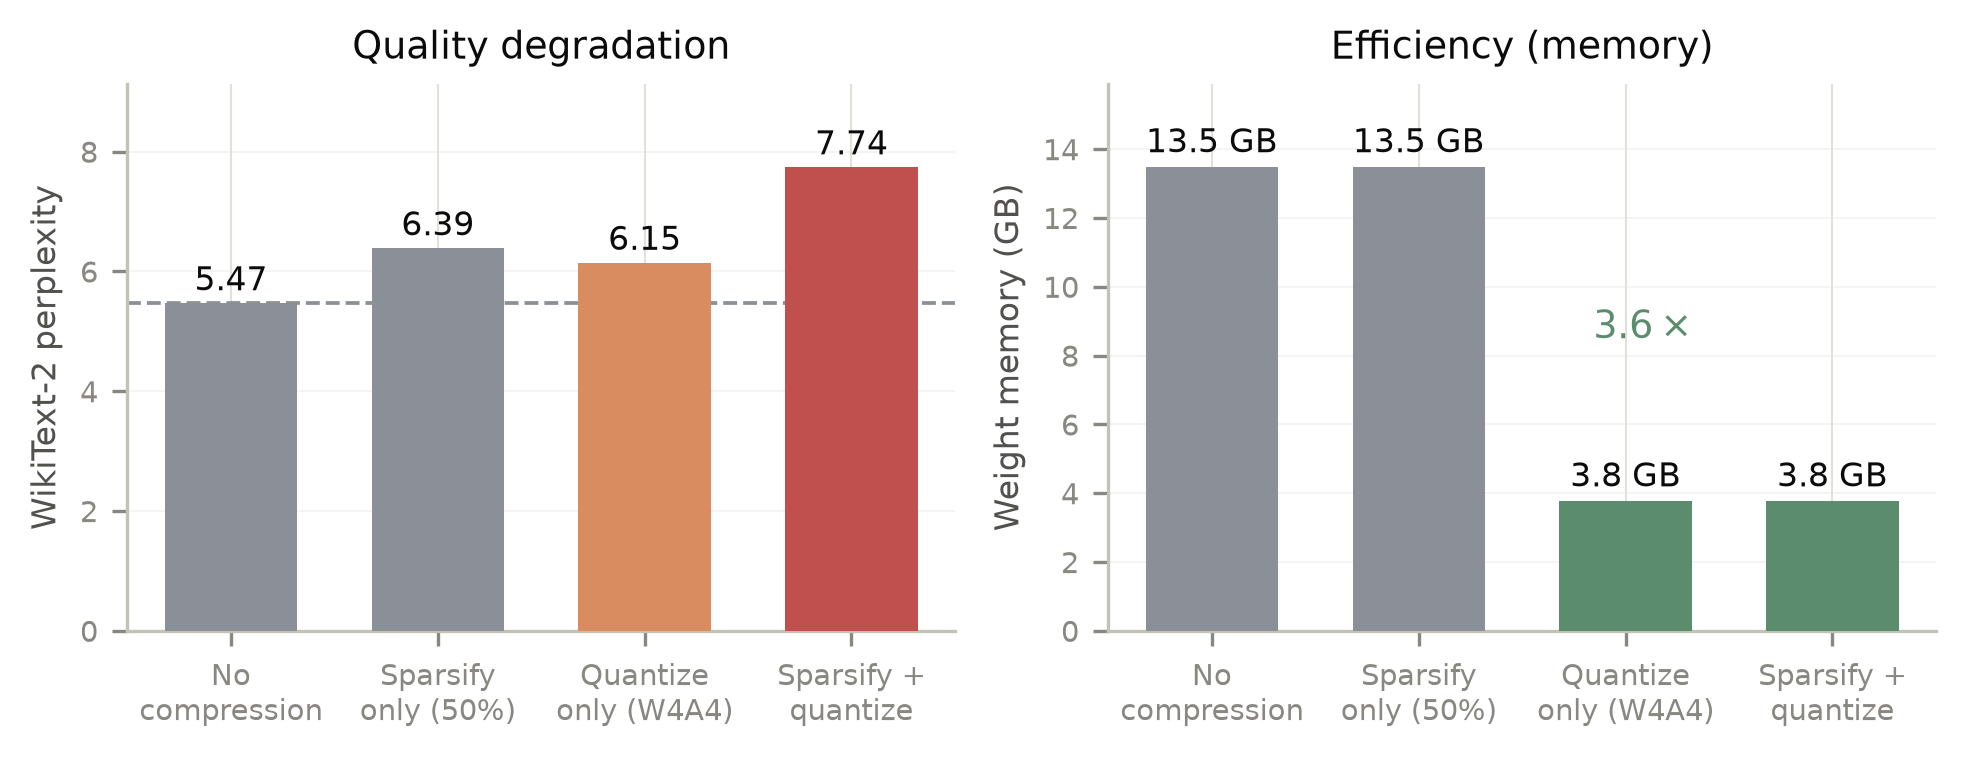 Quality degradation
WikiText-2 perplexity
8
6
4
2
0
5.47
6.39
6.15
7.74
No
compression
Sparsify
only (50%)
Quantize
only (W4A4)
Sparsify +
quantize
Efficiency (memory)
Weight memory (GB)
14
12
10
8
6
4
2
0
13.5 GB
13.5 GB
3.6 ×
3.8 GB
3.8 GB
No
compression
Sparsify
only (50%)
Quantize
only (W4A4)
Sparsify +
quantize